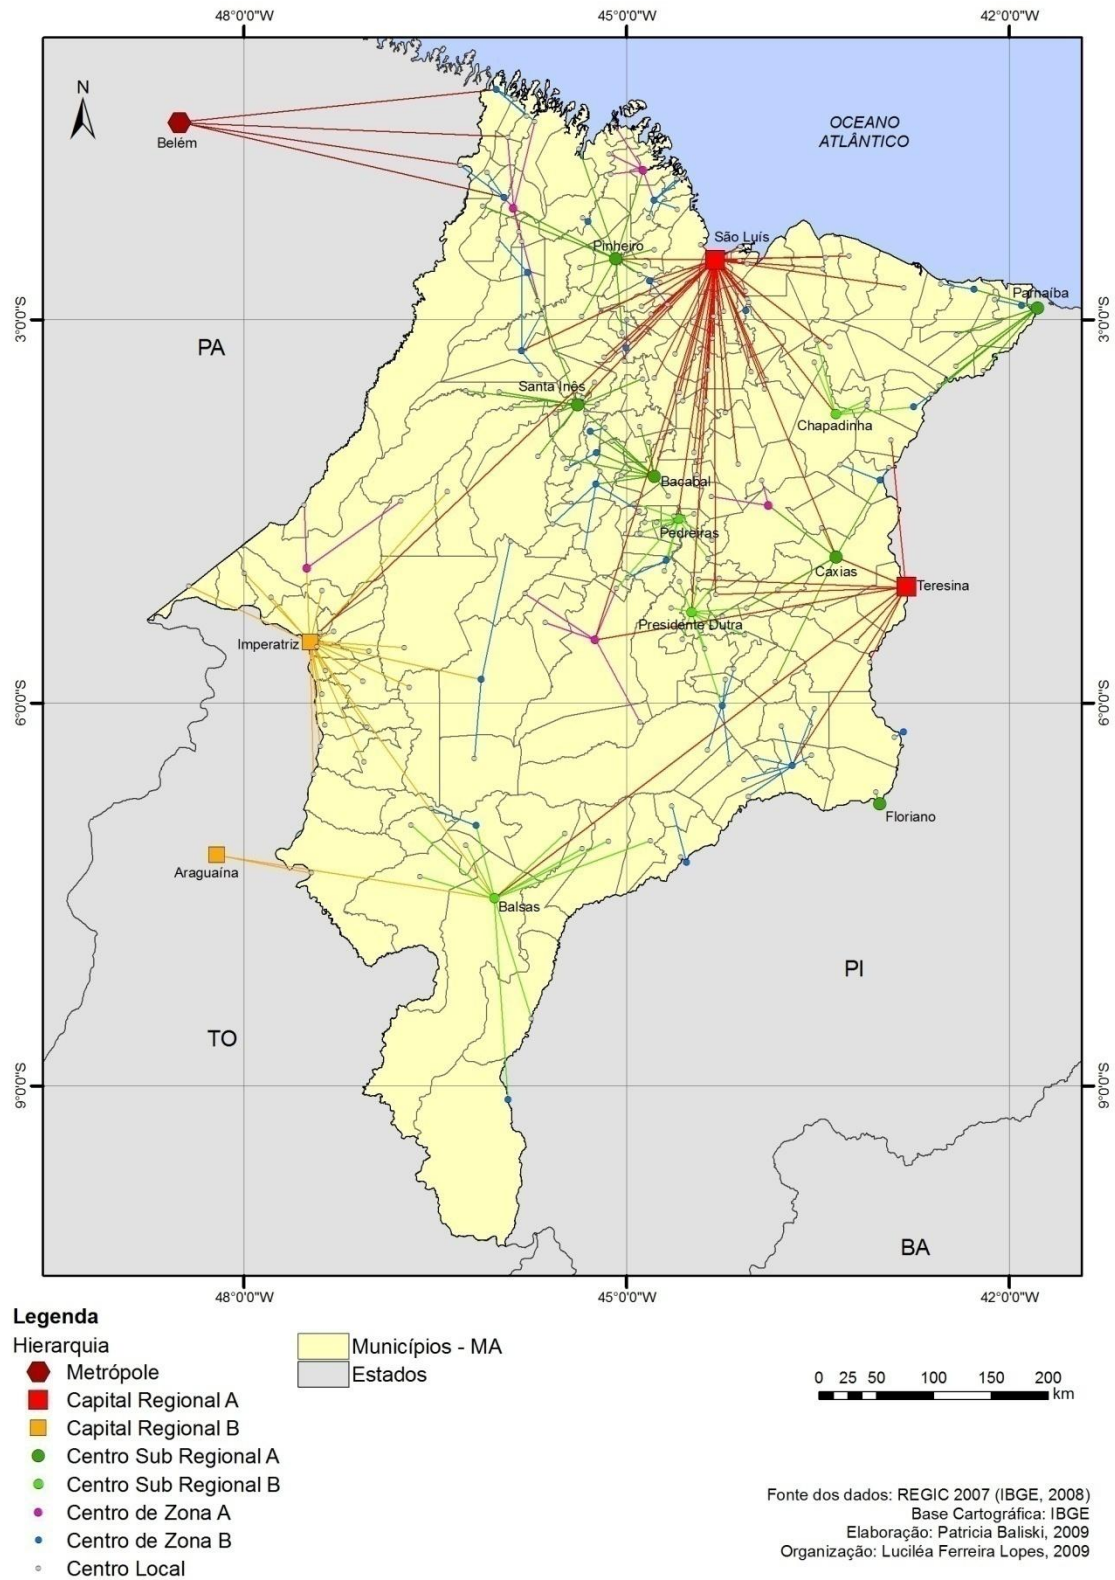 48°0'0"W
45°0'0"W
42°0'0"W
N
Belém
OCEANO
ATLÂNTICO
São Luís
Pinheiro
Parnaíba
3°0'0"S
3°0'0"S
PA
Santa Inês
Chapadinha
Bacabal
Pedreiras
Caxias
Teresina
Presidente Dutra
Imperatriz
6°0'0"S
6°0'0"S
Floriano
Araguaína
Balsas
PI
TO
9°0'0"S
9°0'0"S
BA
48°0'0"W
45°0'0"W
42°0'0"W
Legenda
Hierarquia
Metrópole
Capital Regional A
Capital Regional B
Centro Sub Regional A
Centro Sub Regional B
Centro de Zona A
Centro de Zona B
Centro Local
Municípios - MA
Estados
0 25 50 100 150 200
km
Fonte dos dados: REGIC 2007 (IBGE, 2008)
Base Cartográfica: IBGE
Elaboração: Patricia Baliski, 2009
Organização: Luciléa Ferreira Lopes, 2009